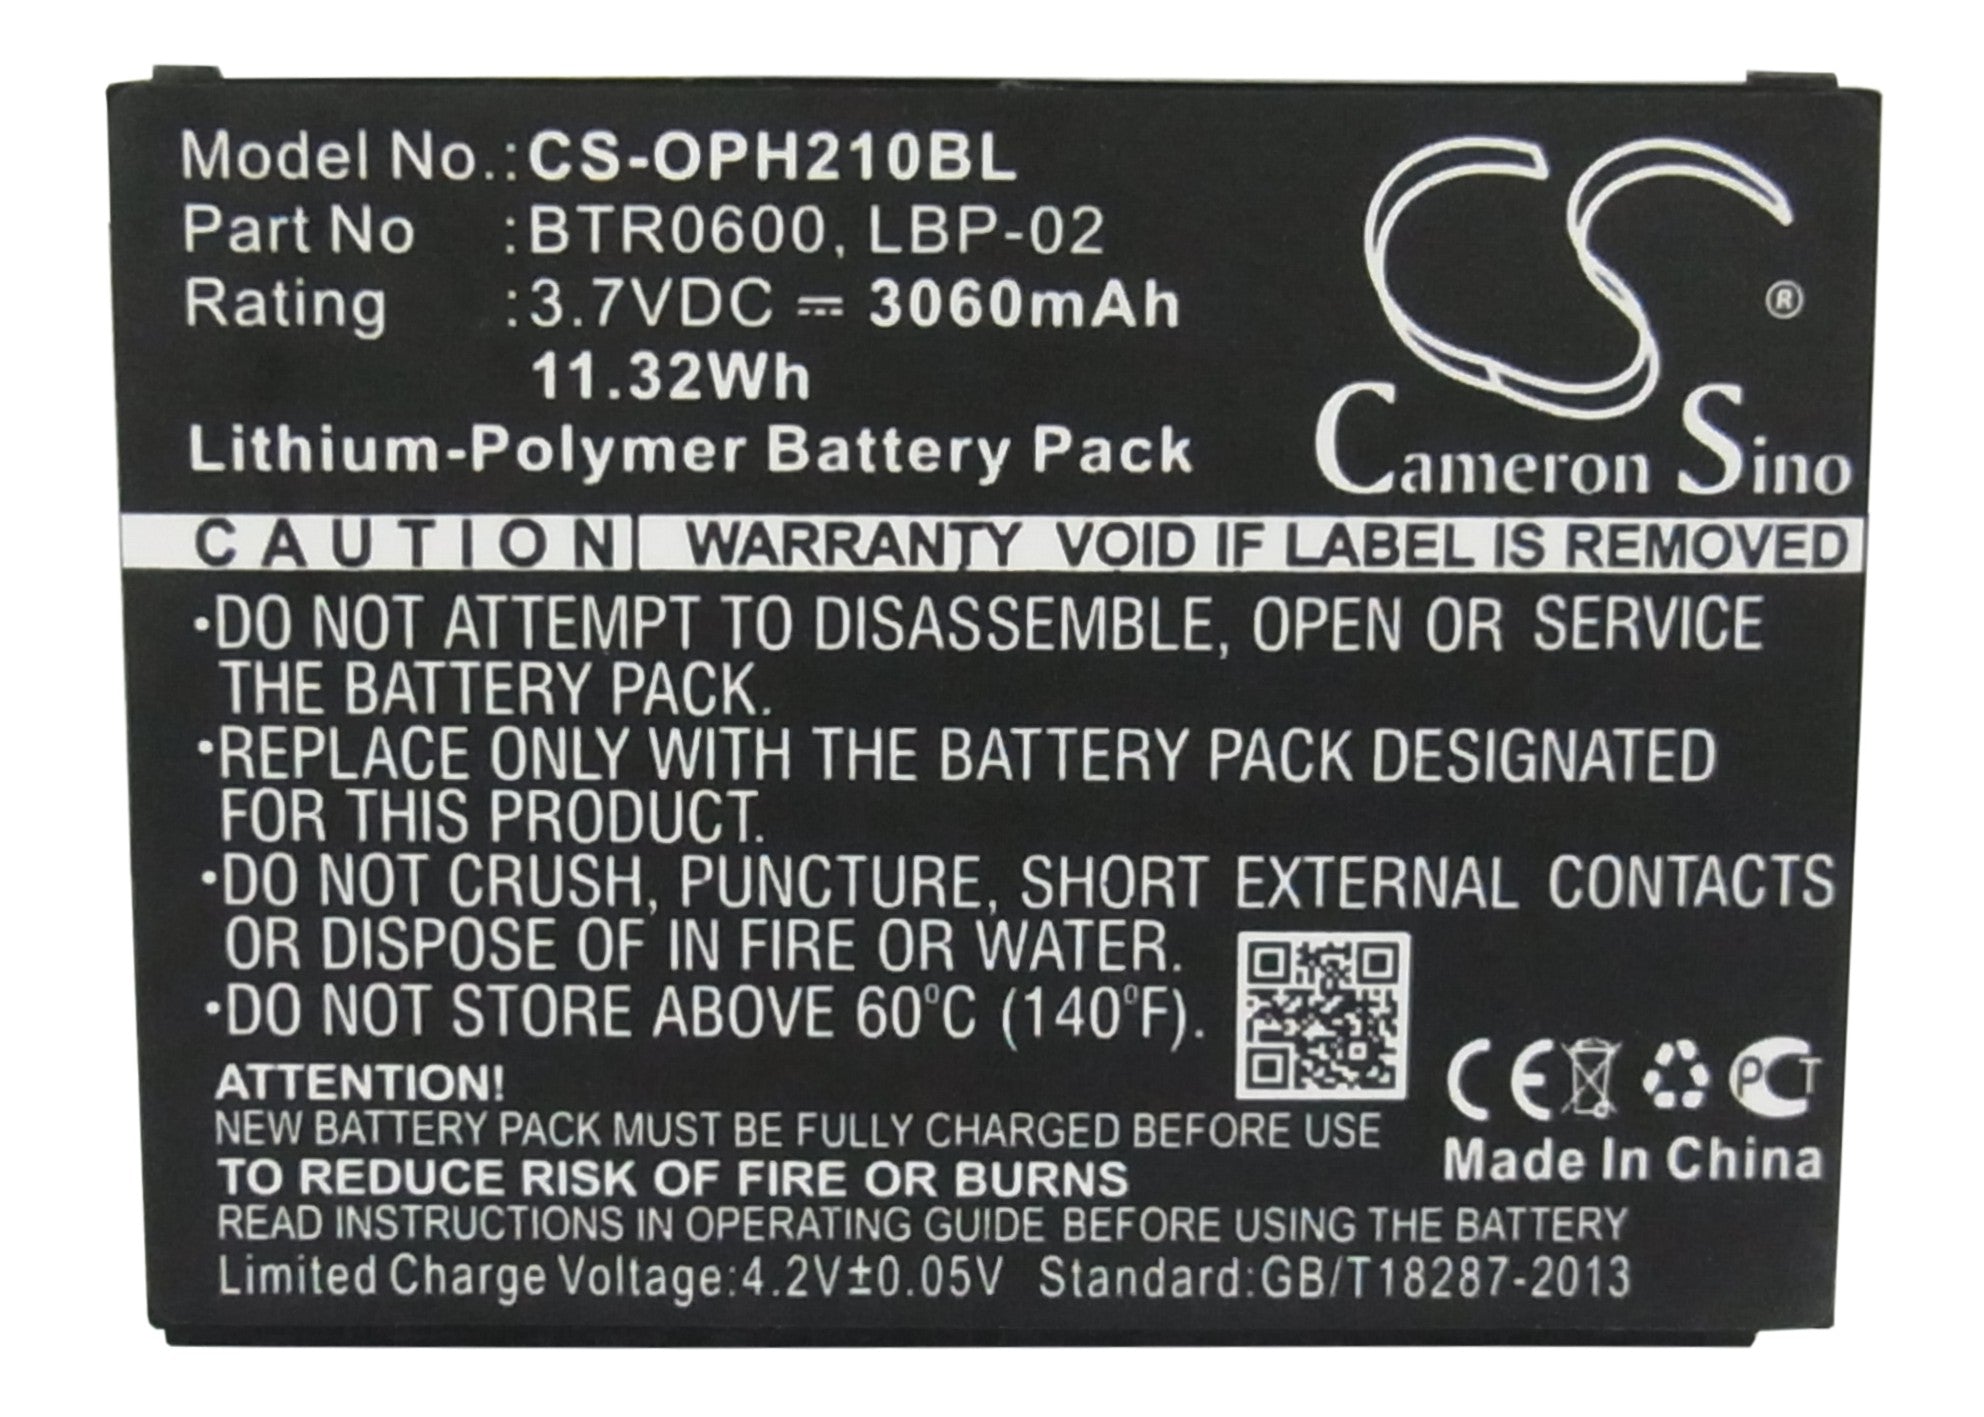 Model No.:CS-OPH210BL
Part No :BTR0600, LBP-02
Rating :3.7VDC ⎓ 3060mAh
11.32Wh
Lithium-Polymer Battery Pack
CS ®
Cameron Sino
CAUTION WARRANTY VOID IF LABEL IS REMOVED
•DO NOT ATTEMPT TO DISASSEMBLE, OPEN OR SERVICE
THE BATTERY PACK.
•REPLACE ONLY WITH THE BATTERY PACK DESIGNATED
FOR THIS PRODUCT.
•DO NOT CRUSH, PUNCTURE, SHORT EXTERNAL CONTACTS
OR DISPOSE OF IN FIRE OR WATER.
•DO NOT STORE ABOVE 60°C (140°F).
CE PCT
Made In China
ATTENTION!
NEW BATTERY PACK MUST BE FULLY CHARGED BEFORE USE
TO REDUCE RISK OF FIRE OR BURNS
READ INSTRUCTIONS IN OPERATING GUIDE BEFORE USING THE BATTERY
Limited Charge Voltage:4.2V±0.05V Standard:GB/T18287-2013